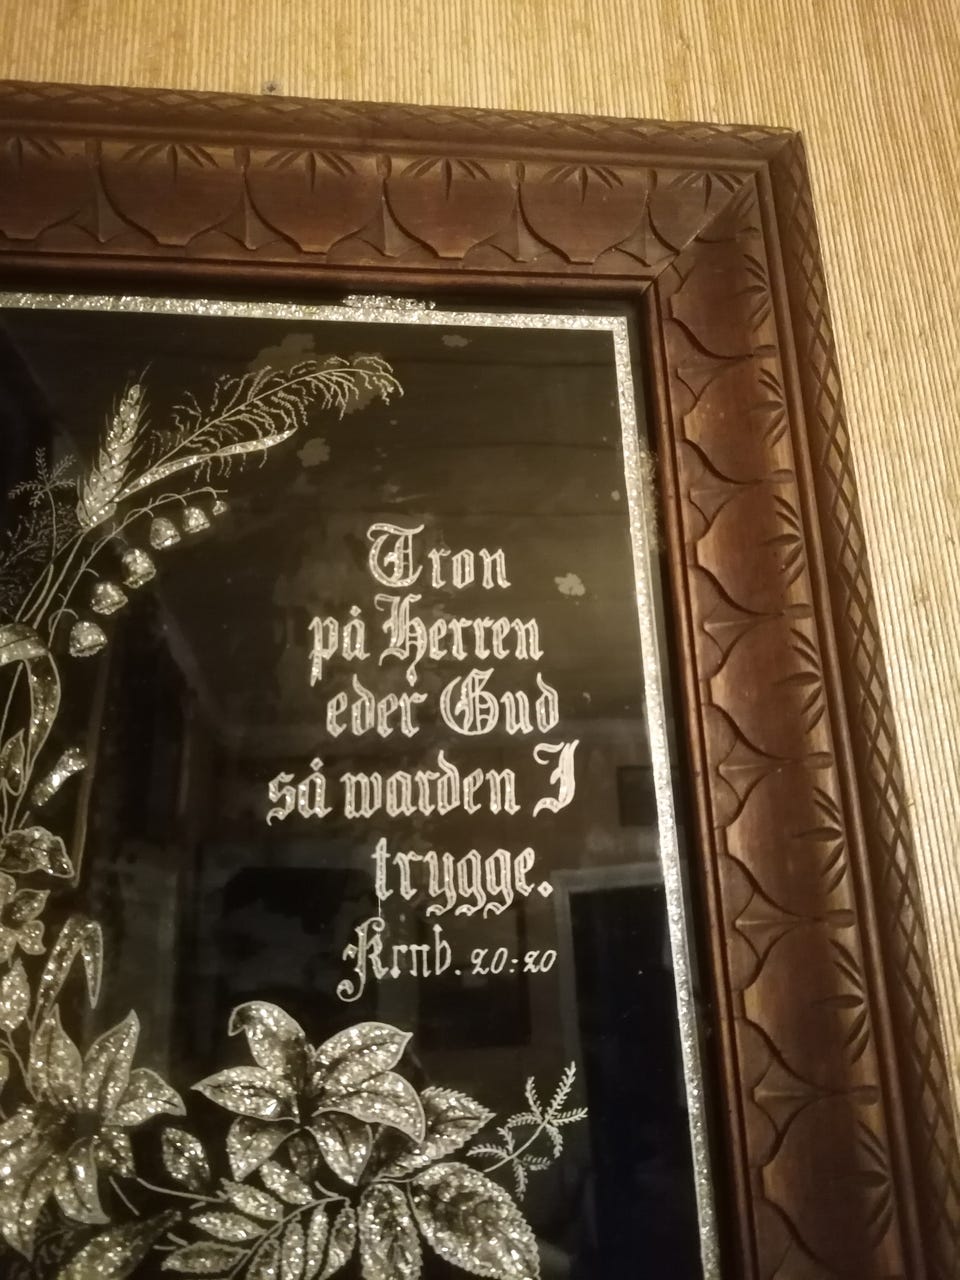 Tron
på Herren
eder Gud
så warden I
trygge.
Krnb. 20:20